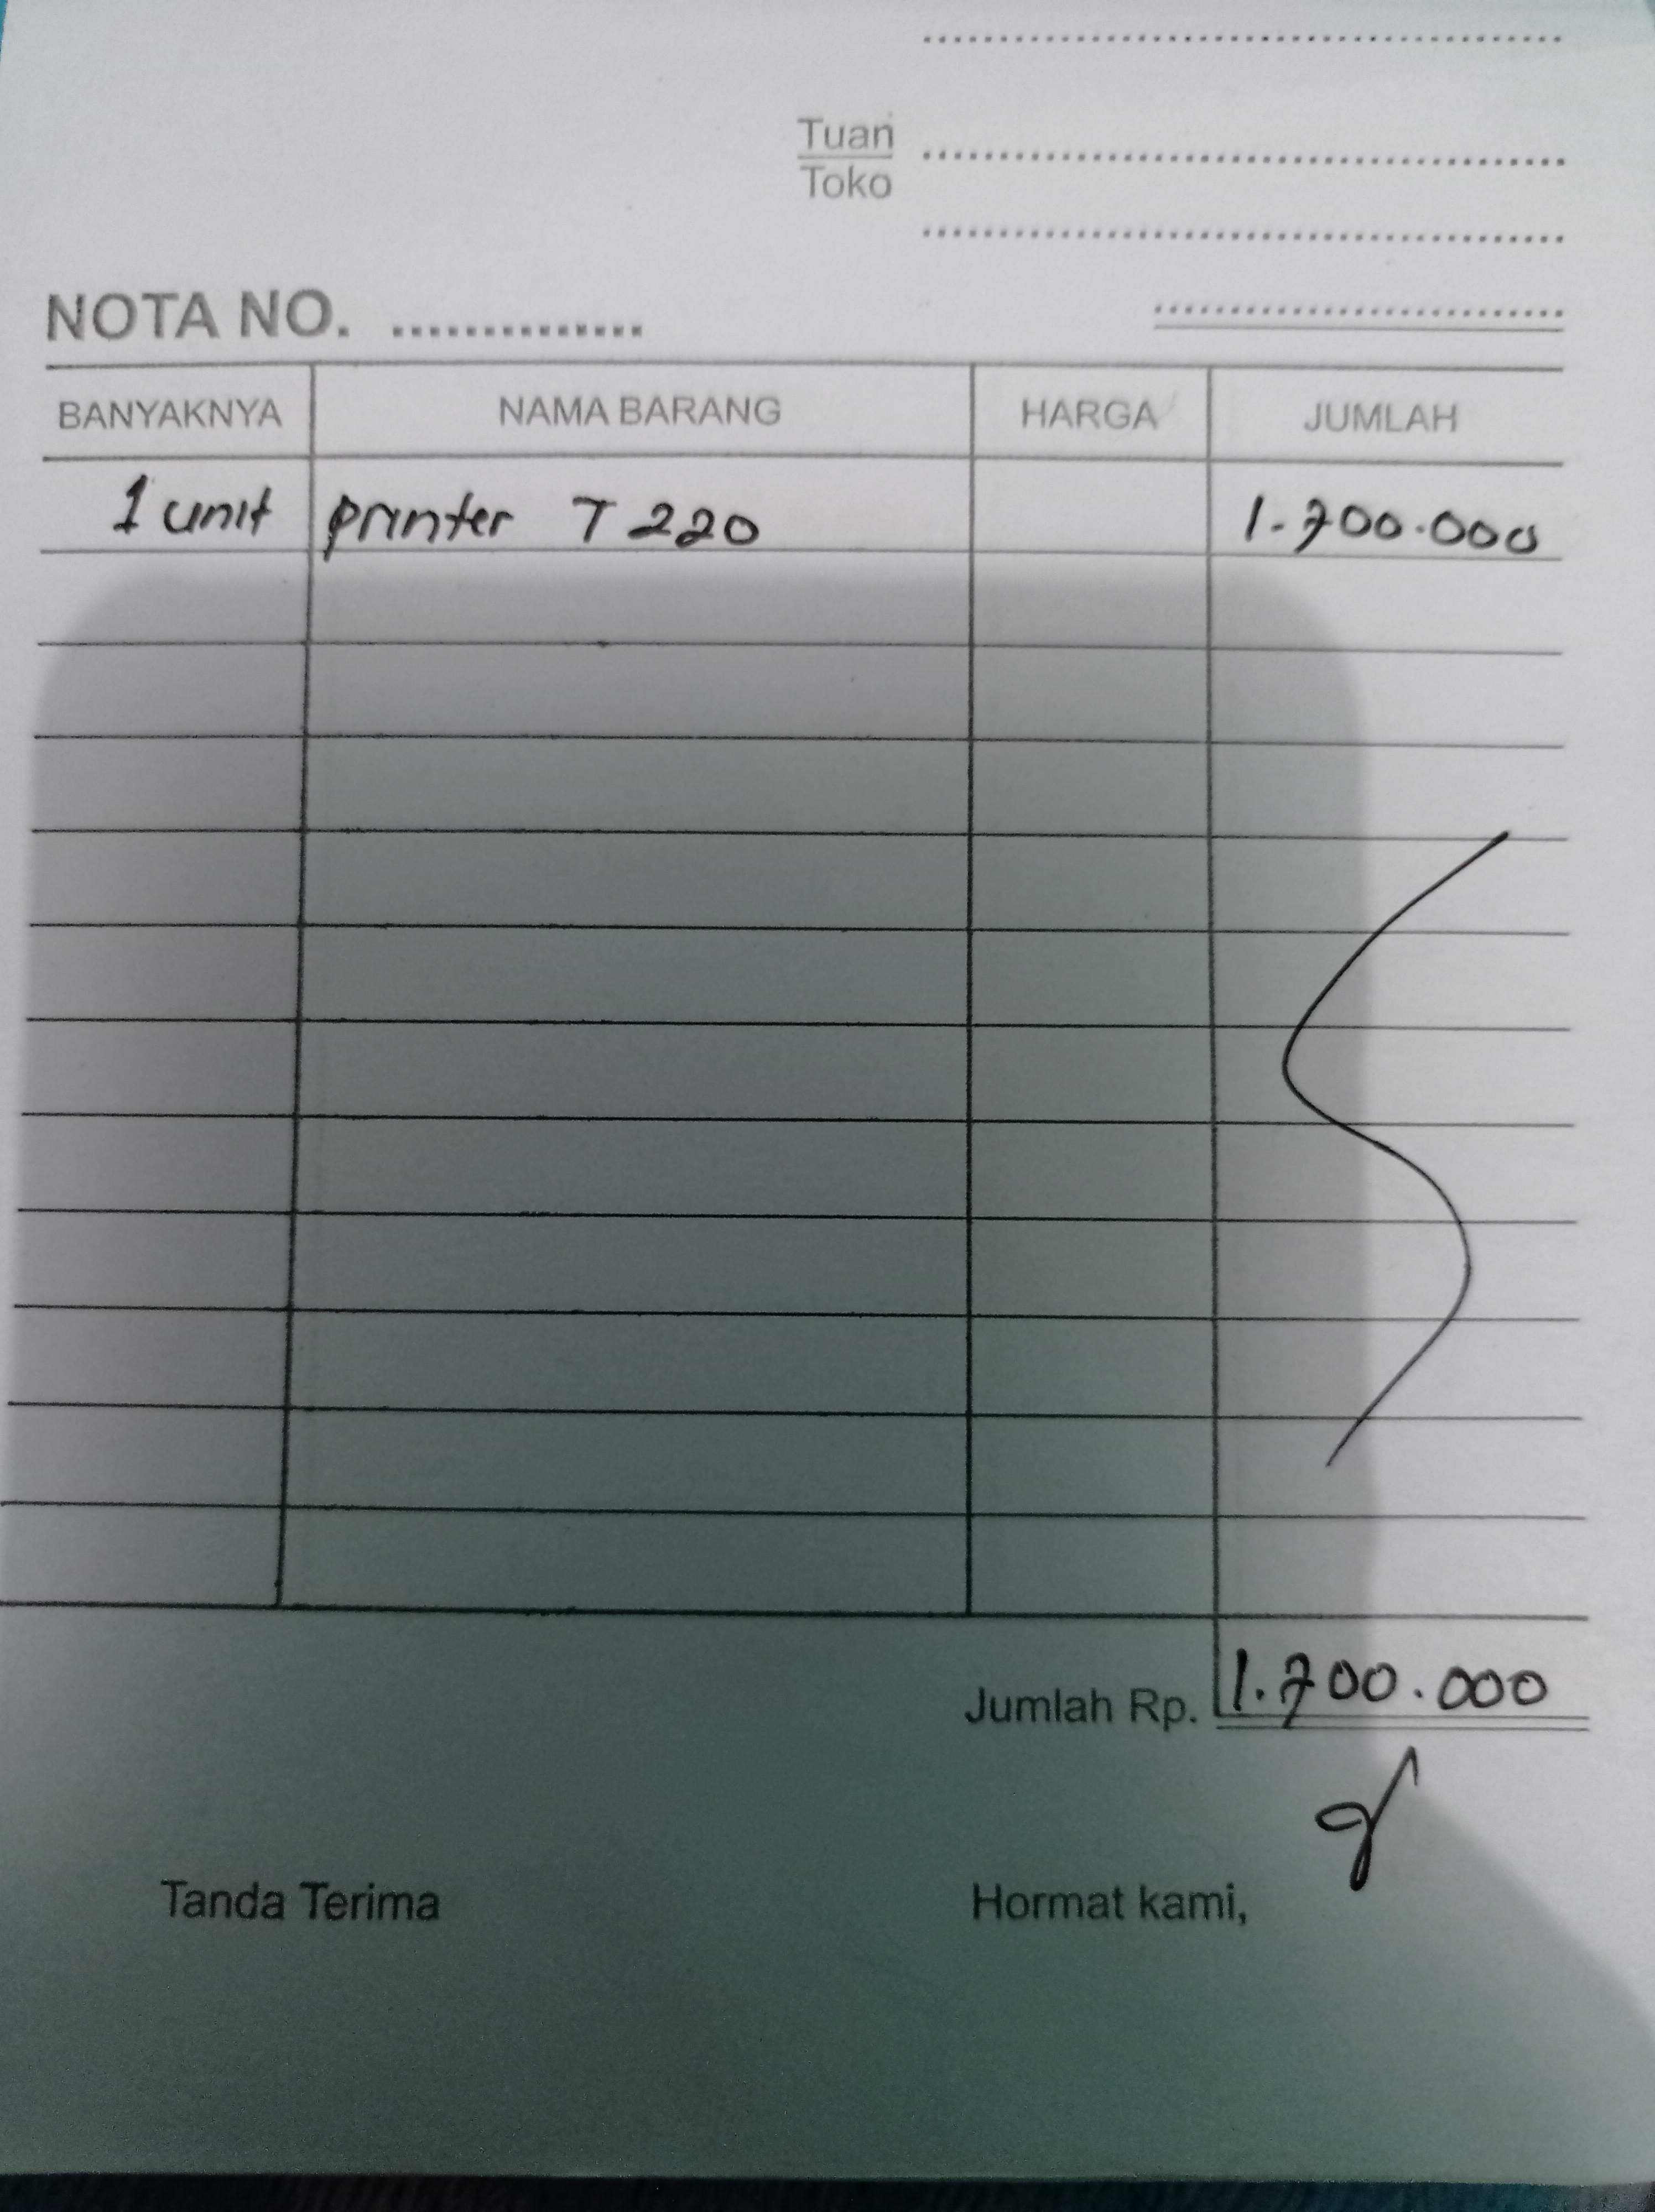 Tuan
Toko
NOTA NO. ..............
BANYAKNYA NAMA BARANG HARGA JUMLAH
1 unit printer T 220 1.700.000
Jumlah Rp. 1.700.000
Tanda Terima Hormat kami,